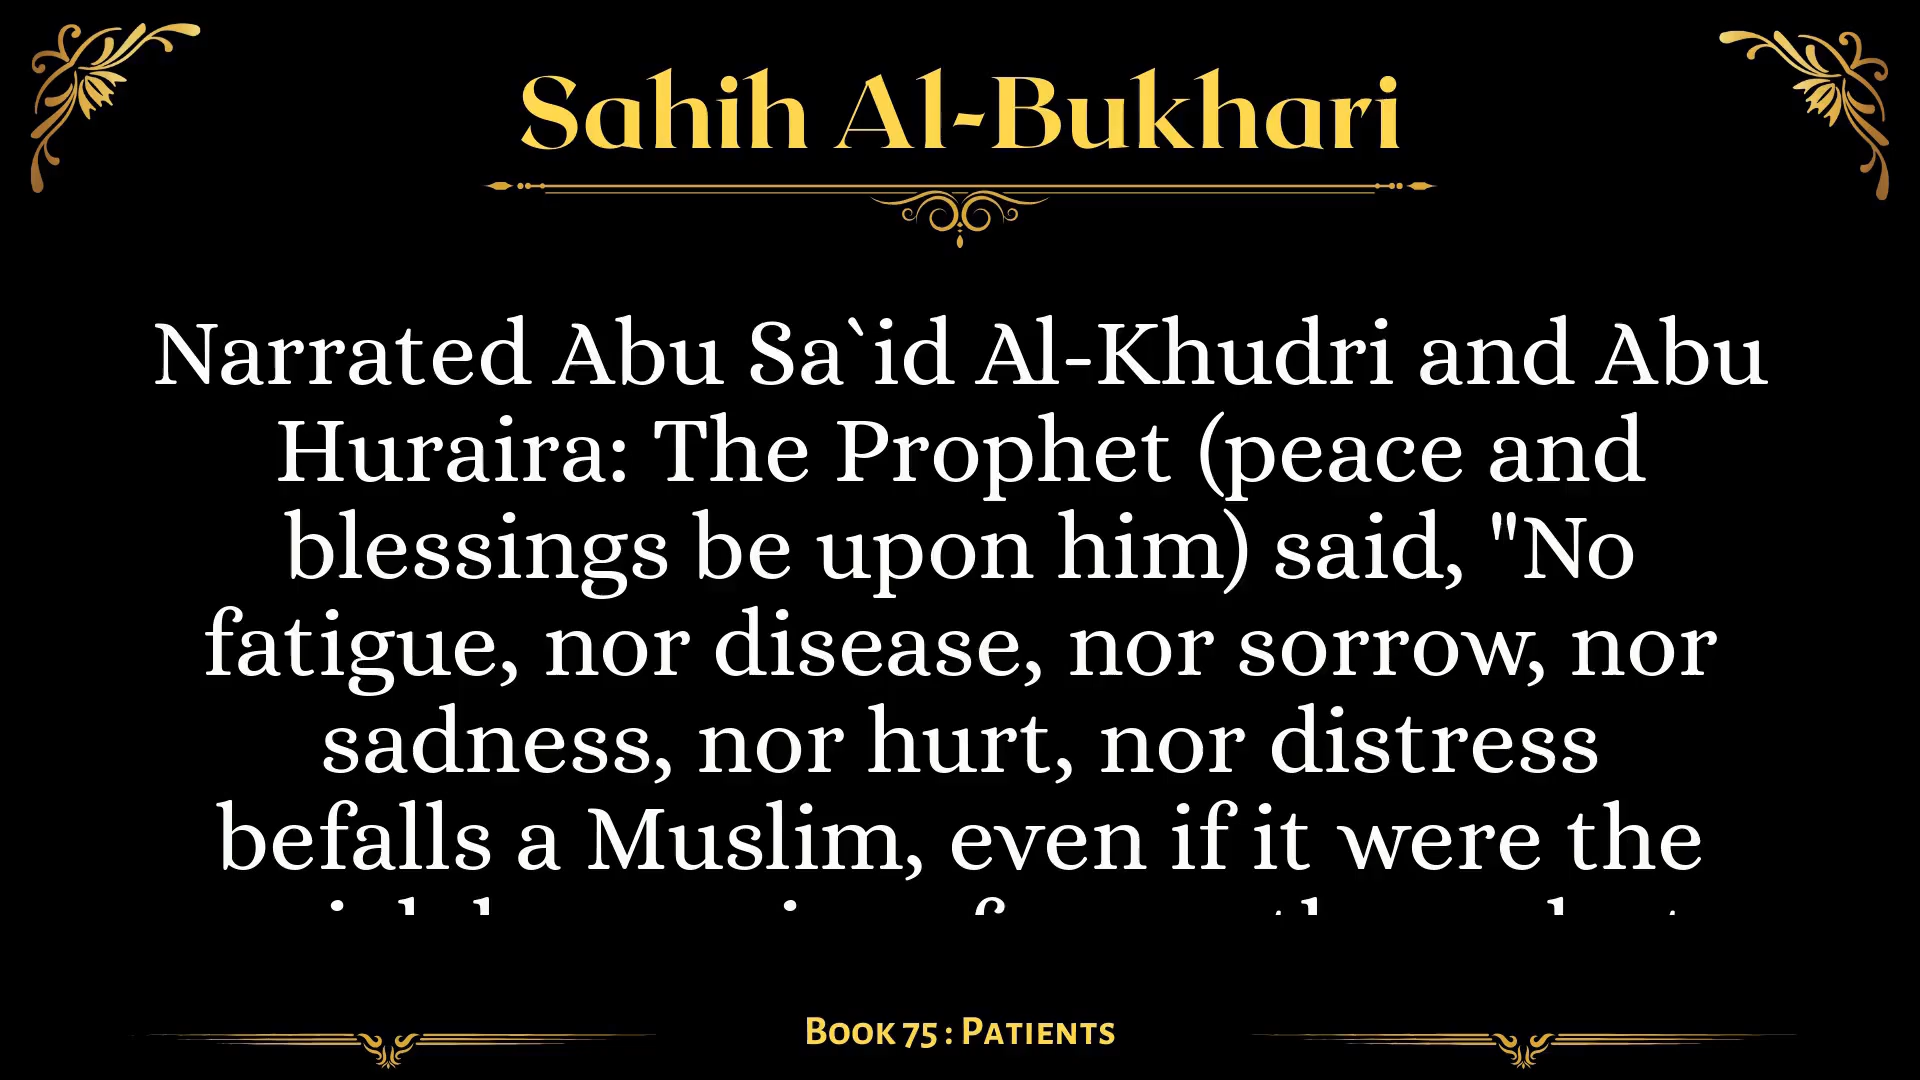 Sahih Al-Bukhari
Narrated Abu Sa`id Al-Khudri and Abu
Huraira: The Prophet (peace and
blessings be upon him) said, "No
fatigue, nor disease, nor sorrow, nor
sadness, nor hurt, nor distress
befalls a Muslim, even if it were the
Book 75 : Patients